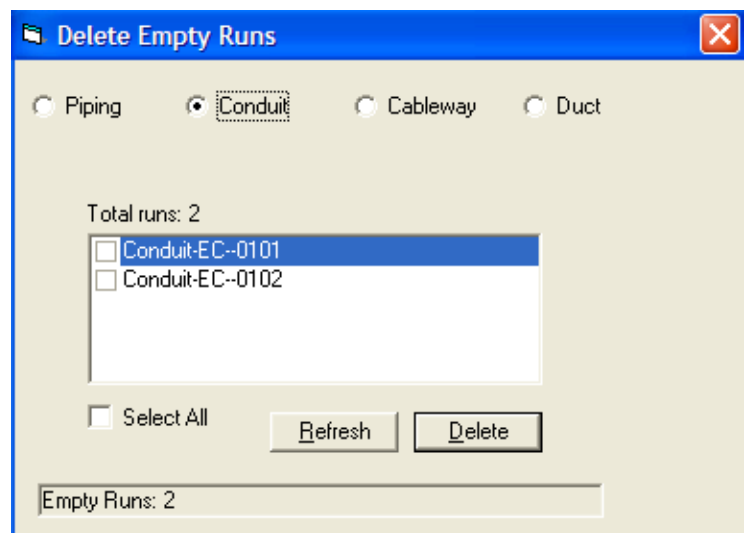 Delete Empty Runs
Piping Conduit Cableway Duct
Total runs: 2
Conduit-EC--0101
Conduit-EC--0102
Select All Refresh Delete
Empty Runs: 2